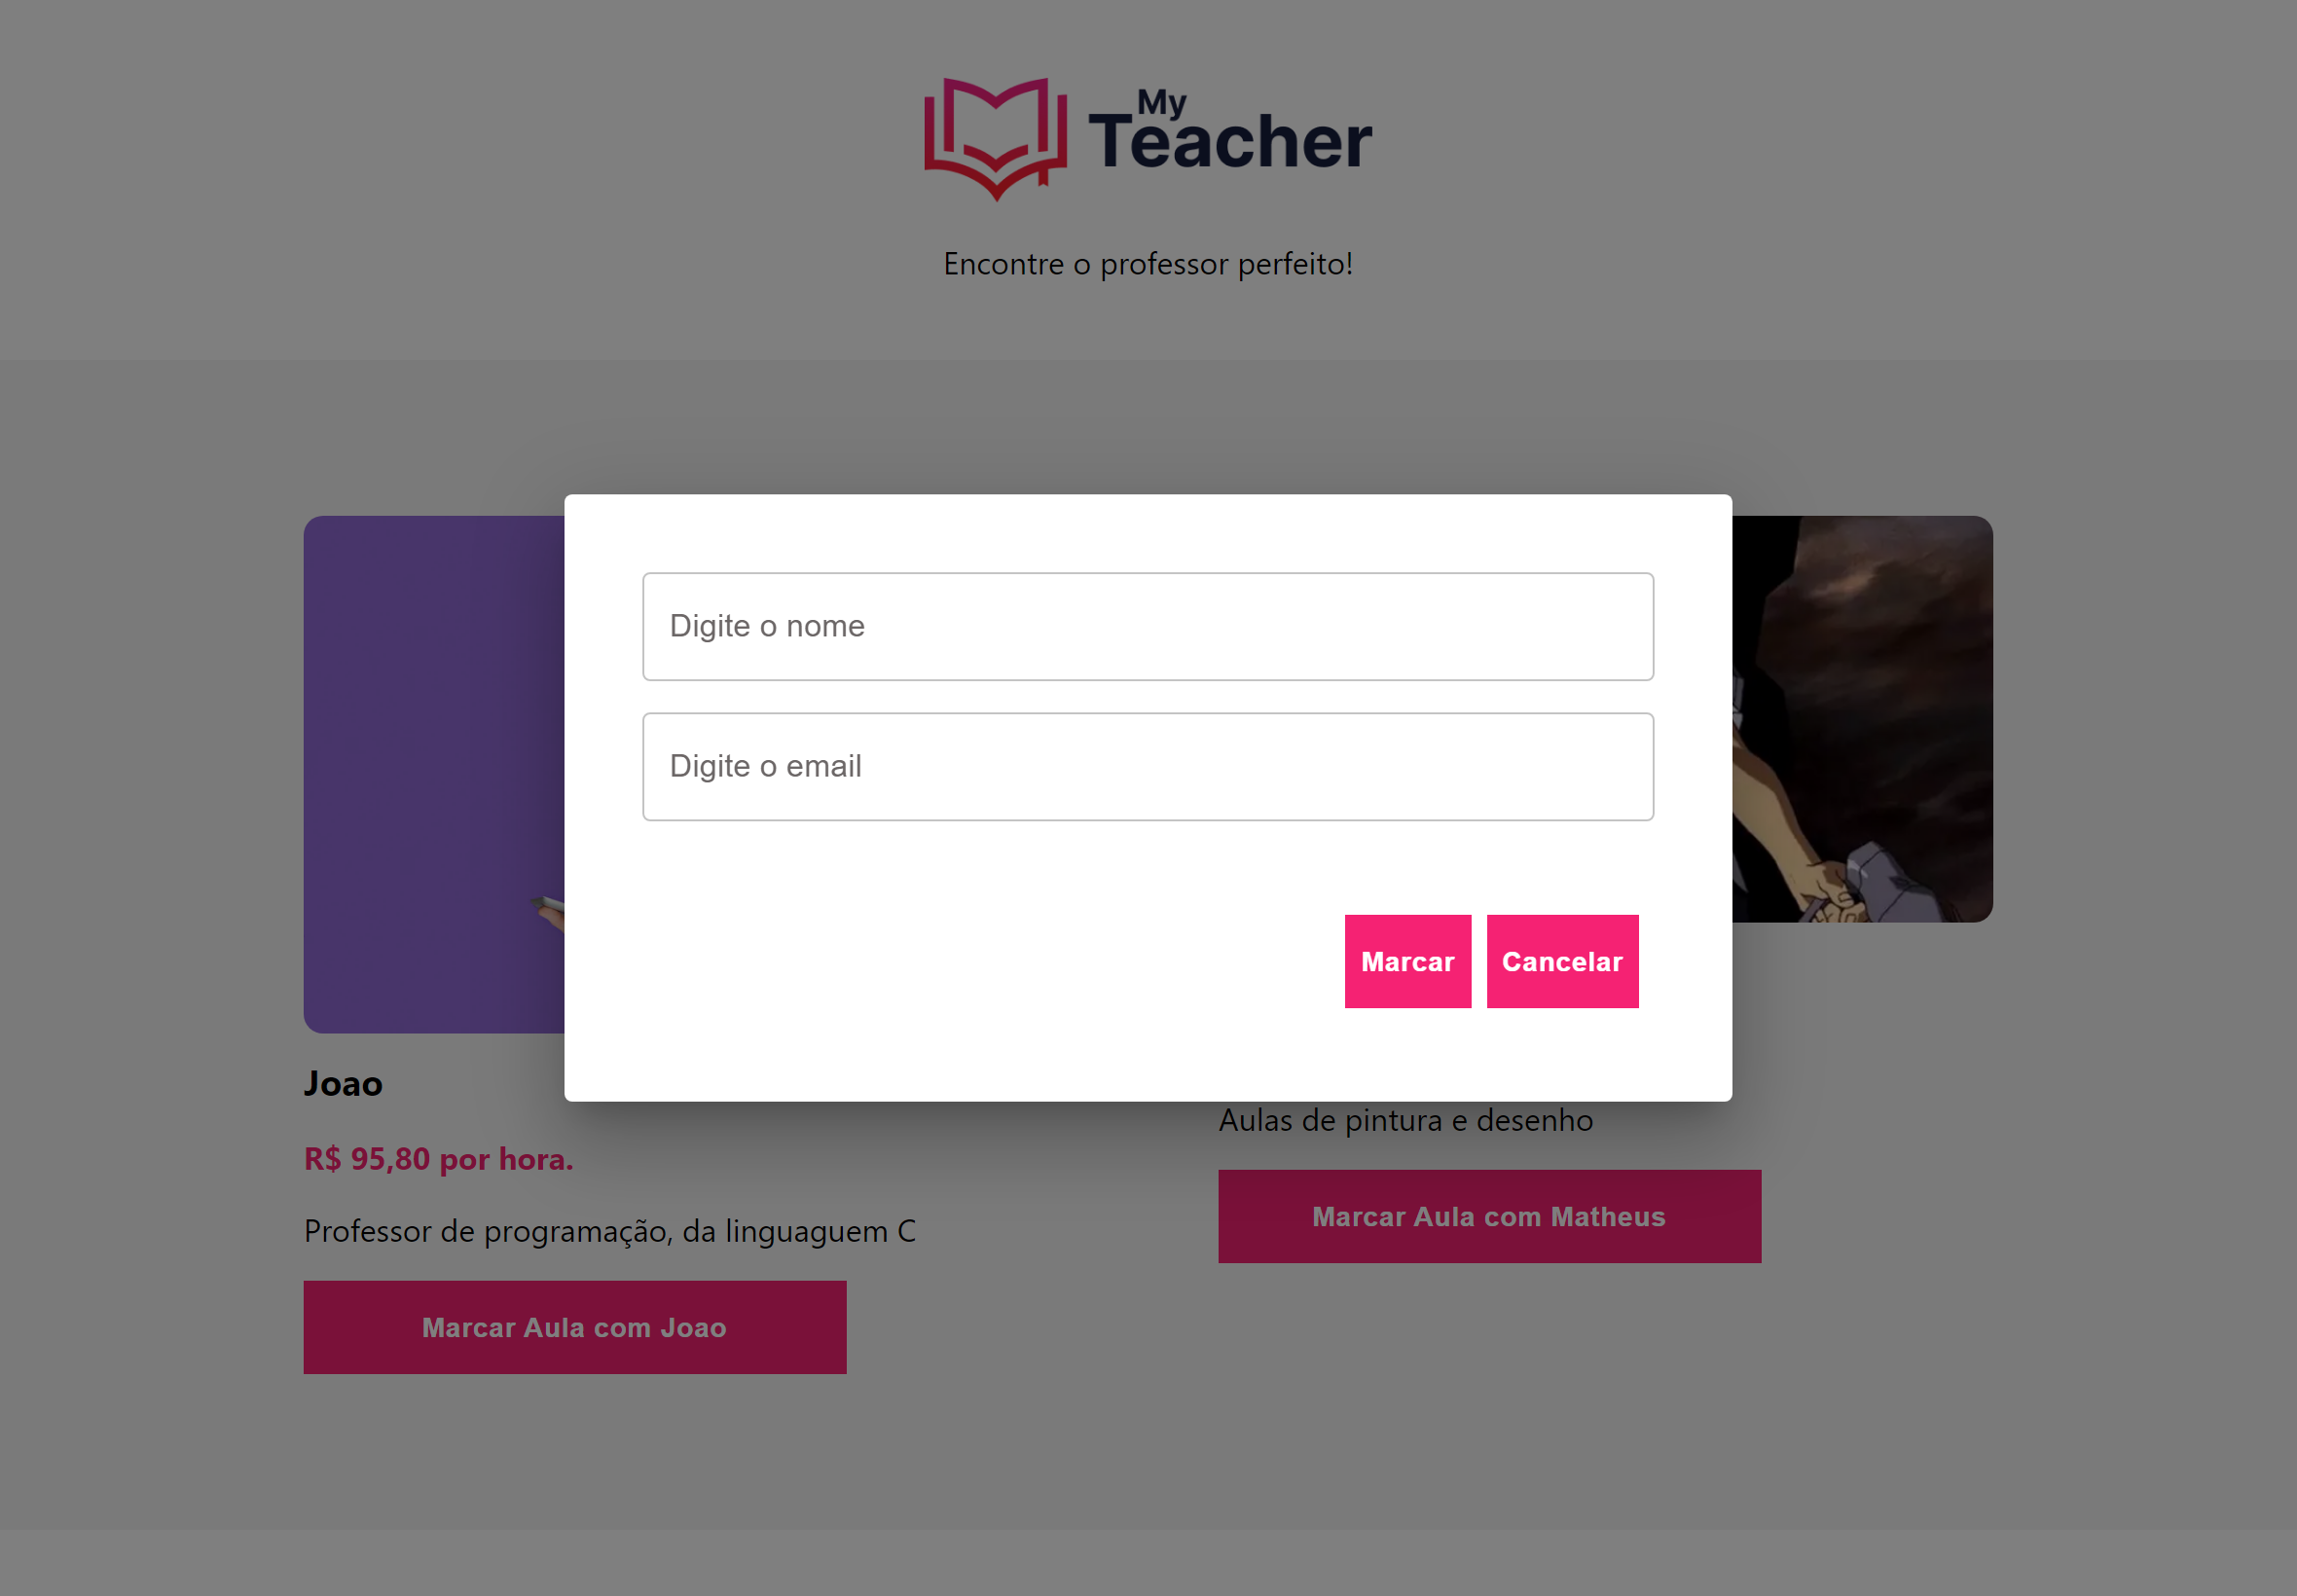 My
Teacher
Encontre o professor perfeito!
Digite o nome
Digite o email
Marcar
Cancelar
Joao
R$ 95,80 por hora.
Professor de programação, da linguaguem C
Marcar Aula com Joao
Aulas de pintura e desenho
Marcar Aula com Matheus